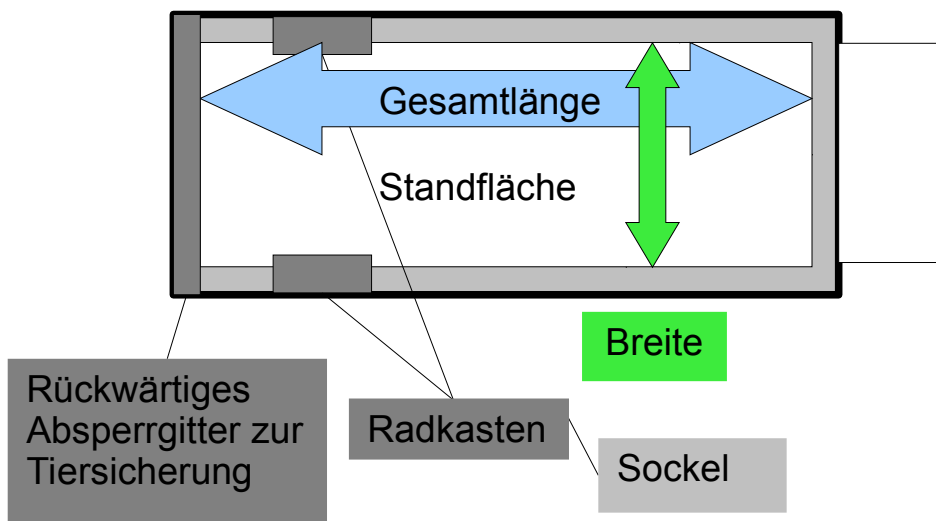 Gesamtlänge
Standfläche
Breite
Rückwärtiges
Absperrgitter zur
Tiersicherung
Radkasten
Sockel